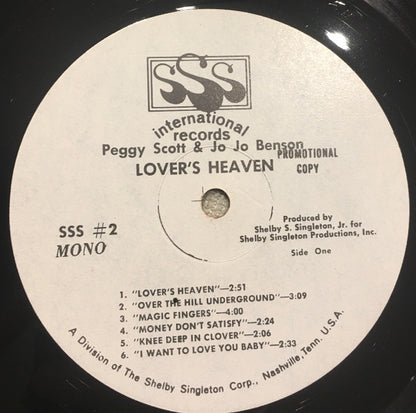 SSS
international
records
Peggy Scott & Jo Jo Benson
LOVER'S HEAVEN
PROMOTIONAL
COPY
SSS #2
MONO
Produced by
Shelby S. Singleton, Jr. for
Shelby Singleton Productions, Inc.
Side One
1. "LOVER'S HEAVEN"—2:51
2. "OVER THE HILL UNDERGROUND"—3:09
3. "MAGIC FINGERS"—4:00
4. "MONEY DON'T SATISFY"—2:24
5. "KNEE DEEP IN CLOVER"—2:06
6. "I WANT TO LOVE YOU BABY"—2:33
A Division of The Shelby Singleton Corp., Nashville, Tenn. U.S.A.